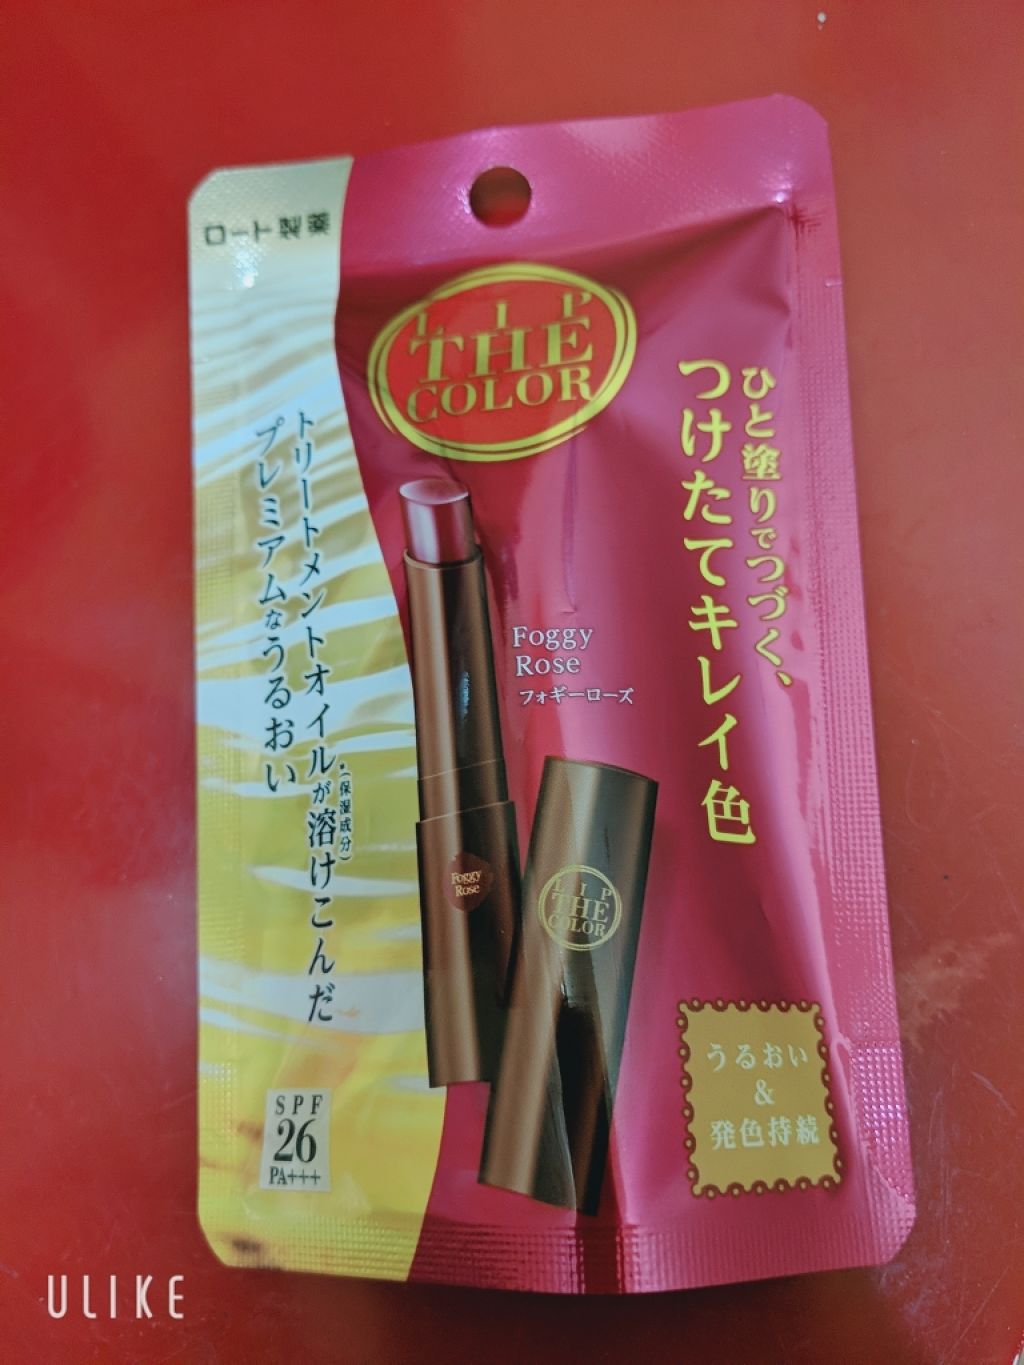 ロート製薬
LIP
THE
COLOR
ひと塗りでつづく、
つけたてキレイ色
トリートメントオイルが溶けこんだ
*(保湿成分)
プレミアムなうるおい
Foggy
Rose
フォギーローズ
Foggy
Rose
LIP
THE
COLOR
うるおい
&
発色持続
SPF
26
PA+++
ULIKE